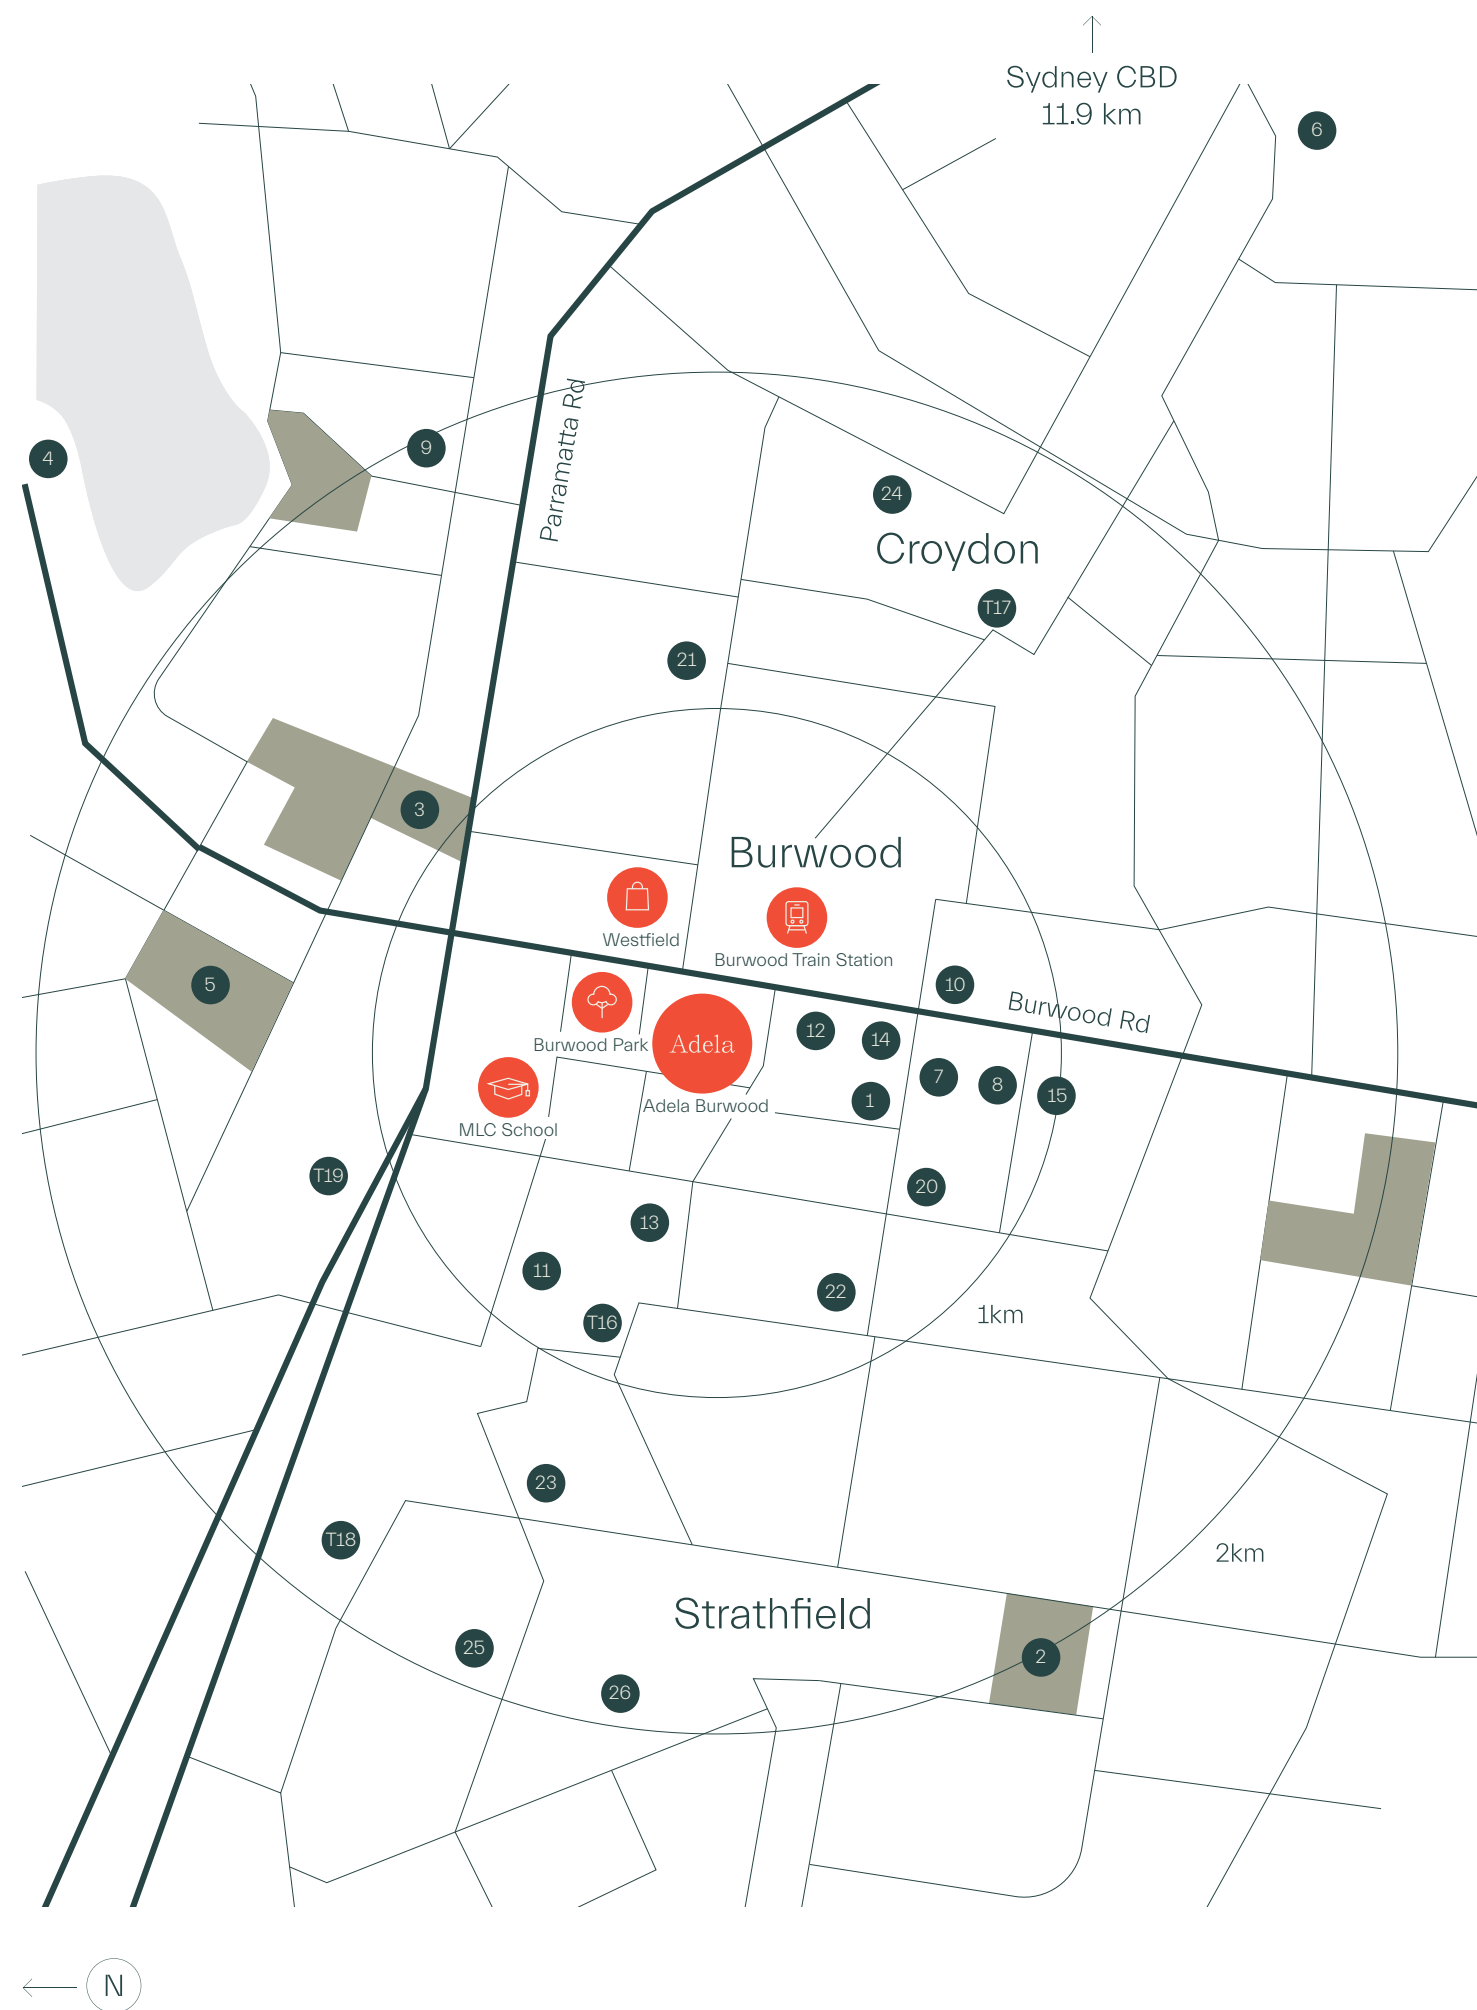 Sydney CBD
11.9 km
6
Parramatta Rd
9
4
24
Croydon
T17
21
3
Burwood
Westfield
Burwood Train Station
5
10
Burwood Rd
12
14
Burwood Park
Adela
7
8
15
1
Adela Burwood
MLC School
T19
20
13
11
22
1km
T16
23
T18
2km
Strathfield
25
2
26
N